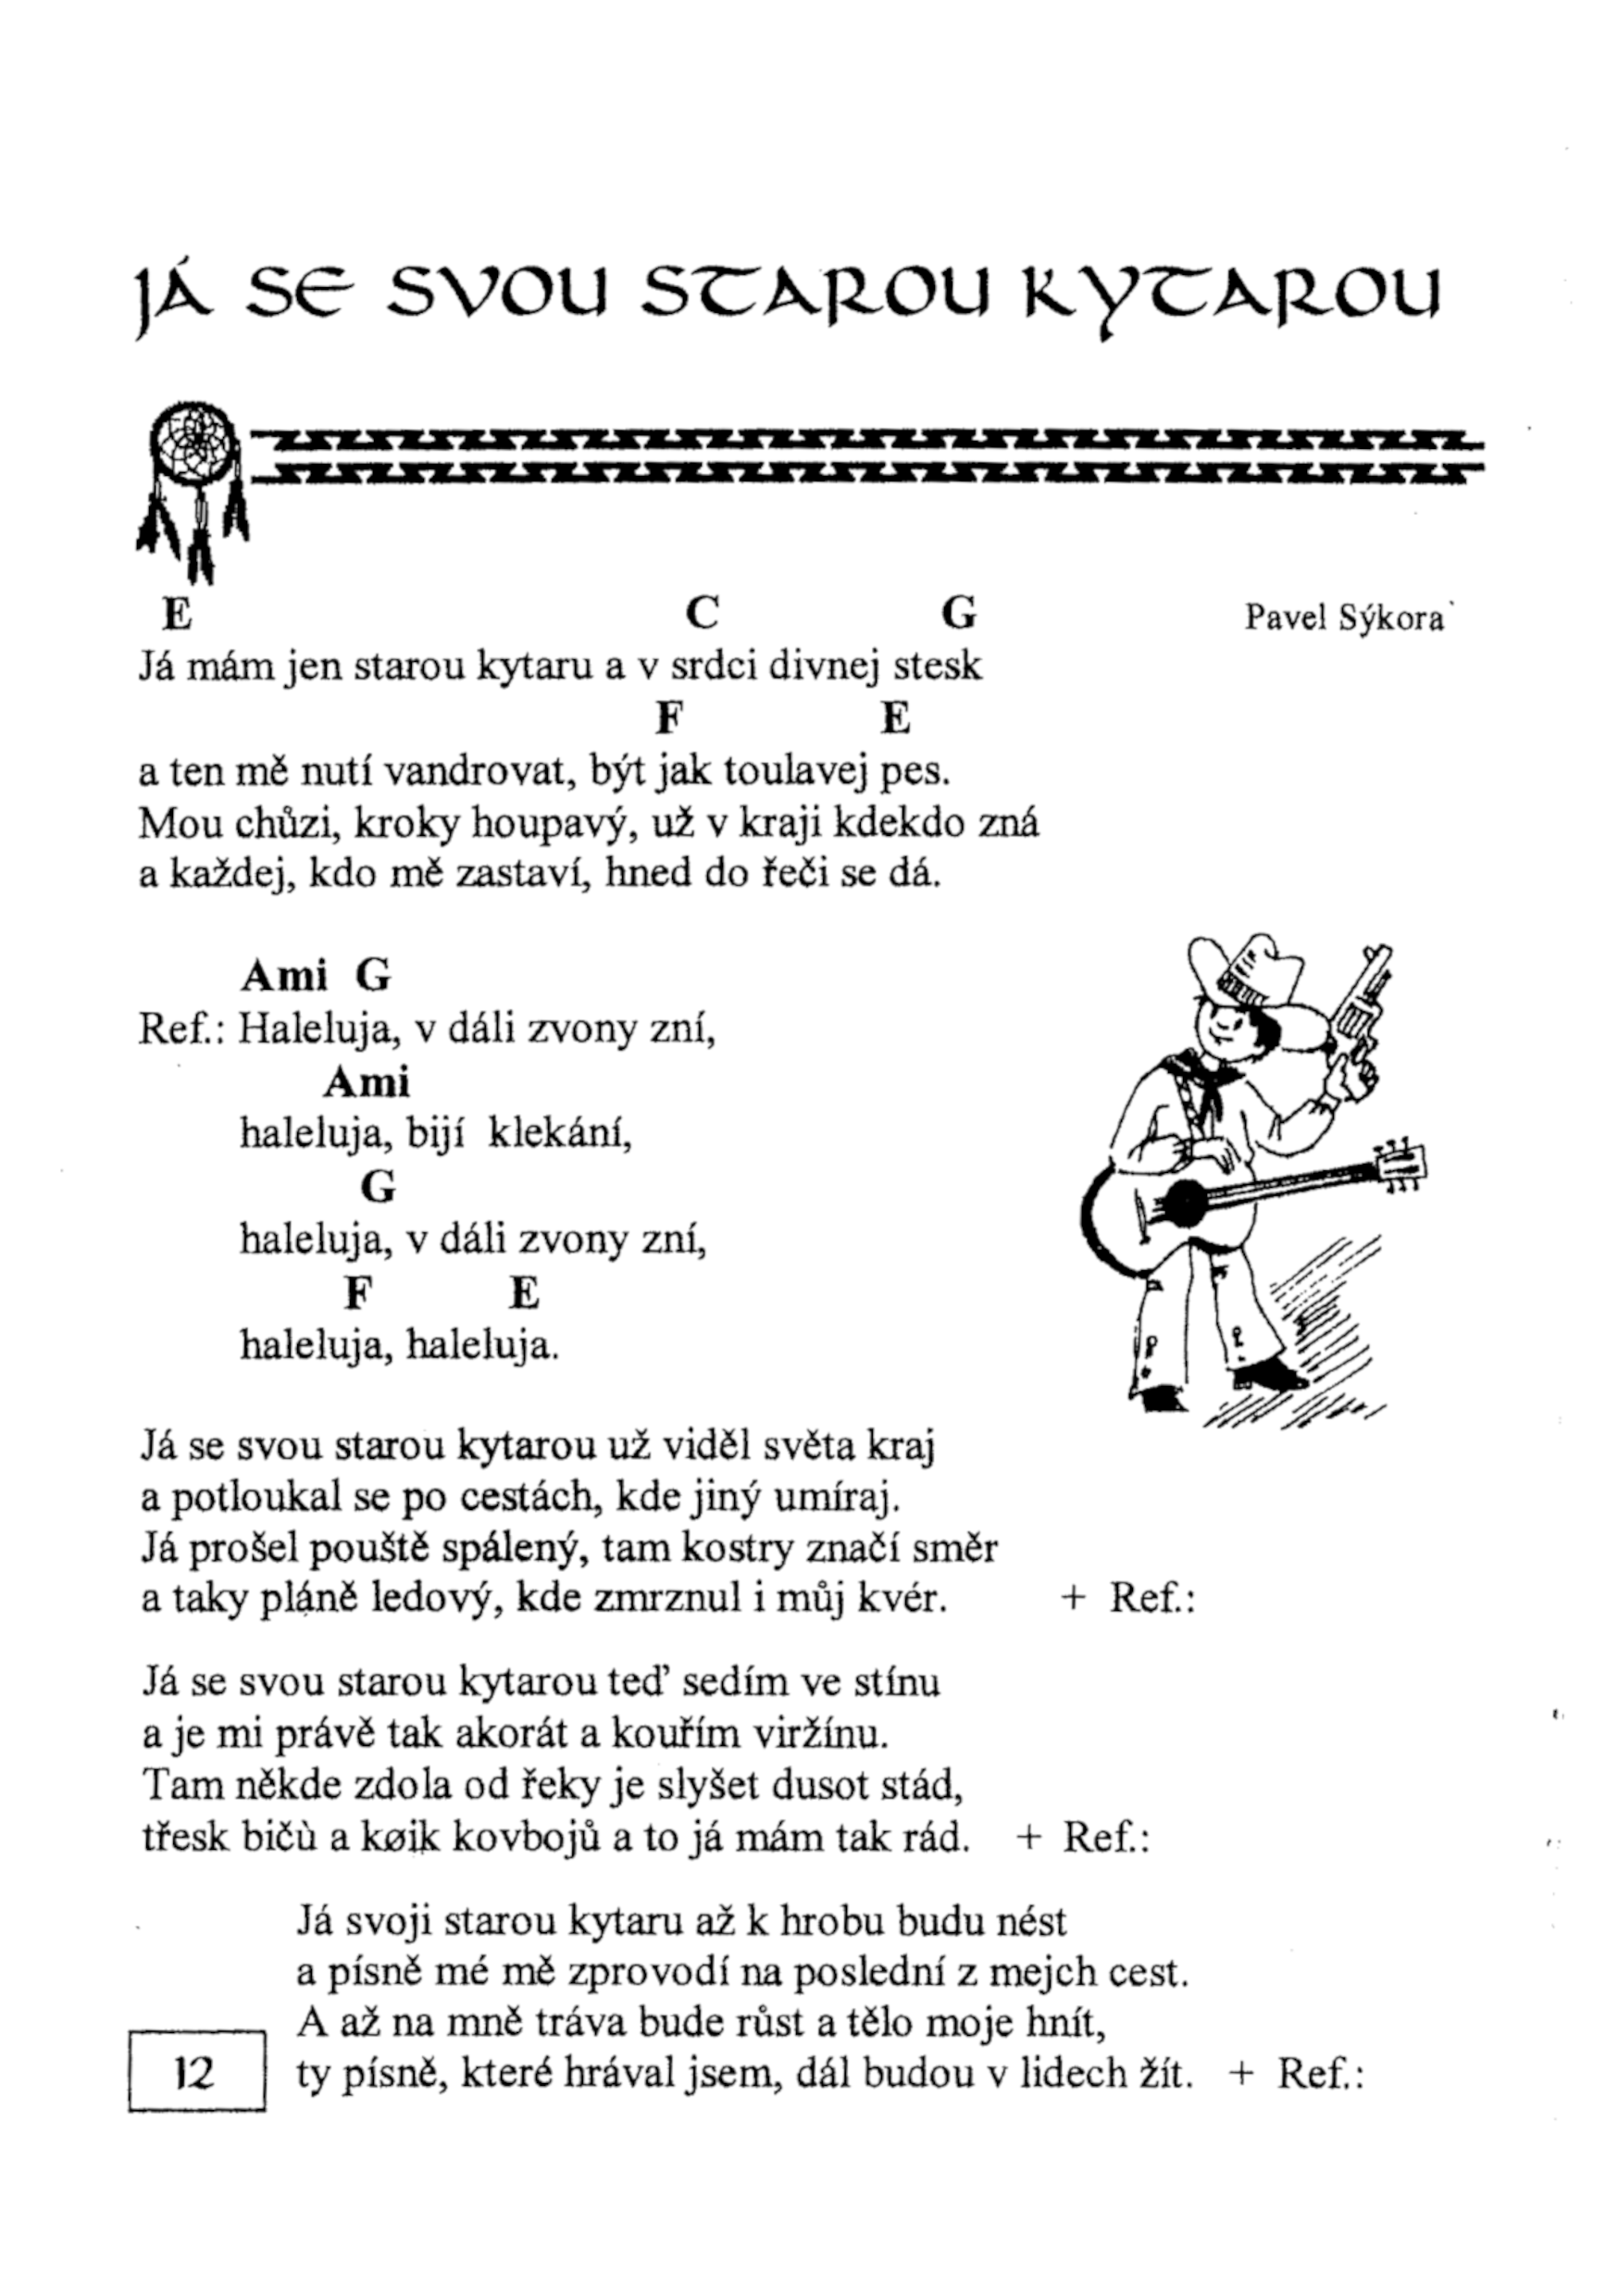 JÁ SE SVOU STAROU KYTAROU
E C G Pavel Sýkora
Já mám jen starou kytaru a v srdci divnej stesk
F E
a ten mě nutí vandrovat, být jak toulavej pes.
Mou chůzi, kroky houpavý, už v kraji kdekdo zná
a každej, kdo mě zastaví, hned do řeči se dá.
Ami G
Ref.: Haleluja, v dáli zvony zní,
Ami
haleluja, bijí klekání,
G
haleluja, v dáli zvony zní,
F E
haleluja, haleluja.
Já se svou starou kytarou už viděl světa kraj
a potloukal se po cestách, kde jiný umíraj.
Já prošel pouště spálený, tam kostry značí směr
a taky pláně ledový, kde zmrznul i můj kvér. + Ref.:
Já se svou starou kytarou teď sedím ve stínu
a je mi právě tak akorát a kouřím viržínu.
Tam někde zdola od řeky je slyšet dusot stád,
třesk bičù a køik kovbojů a to já mám tak rád. + Ref.:
Já svoji starou kytaru až k hrobu budu nést
a písně mé mě zprovodí na poslední z mejch cest.
A až na mně tráva bude růst a tělo moje hnít,
ty písně, které hrával jsem, dál budou v lidech žít. + Ref.:
12